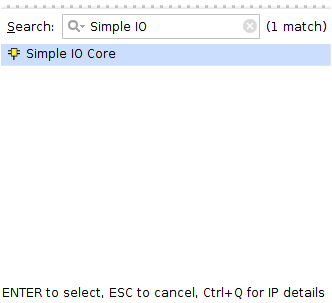 Search: Simple IO (1 match)
Simple IO Core
ENTER to select, ESC to cancel, Ctrl+Q for IP details